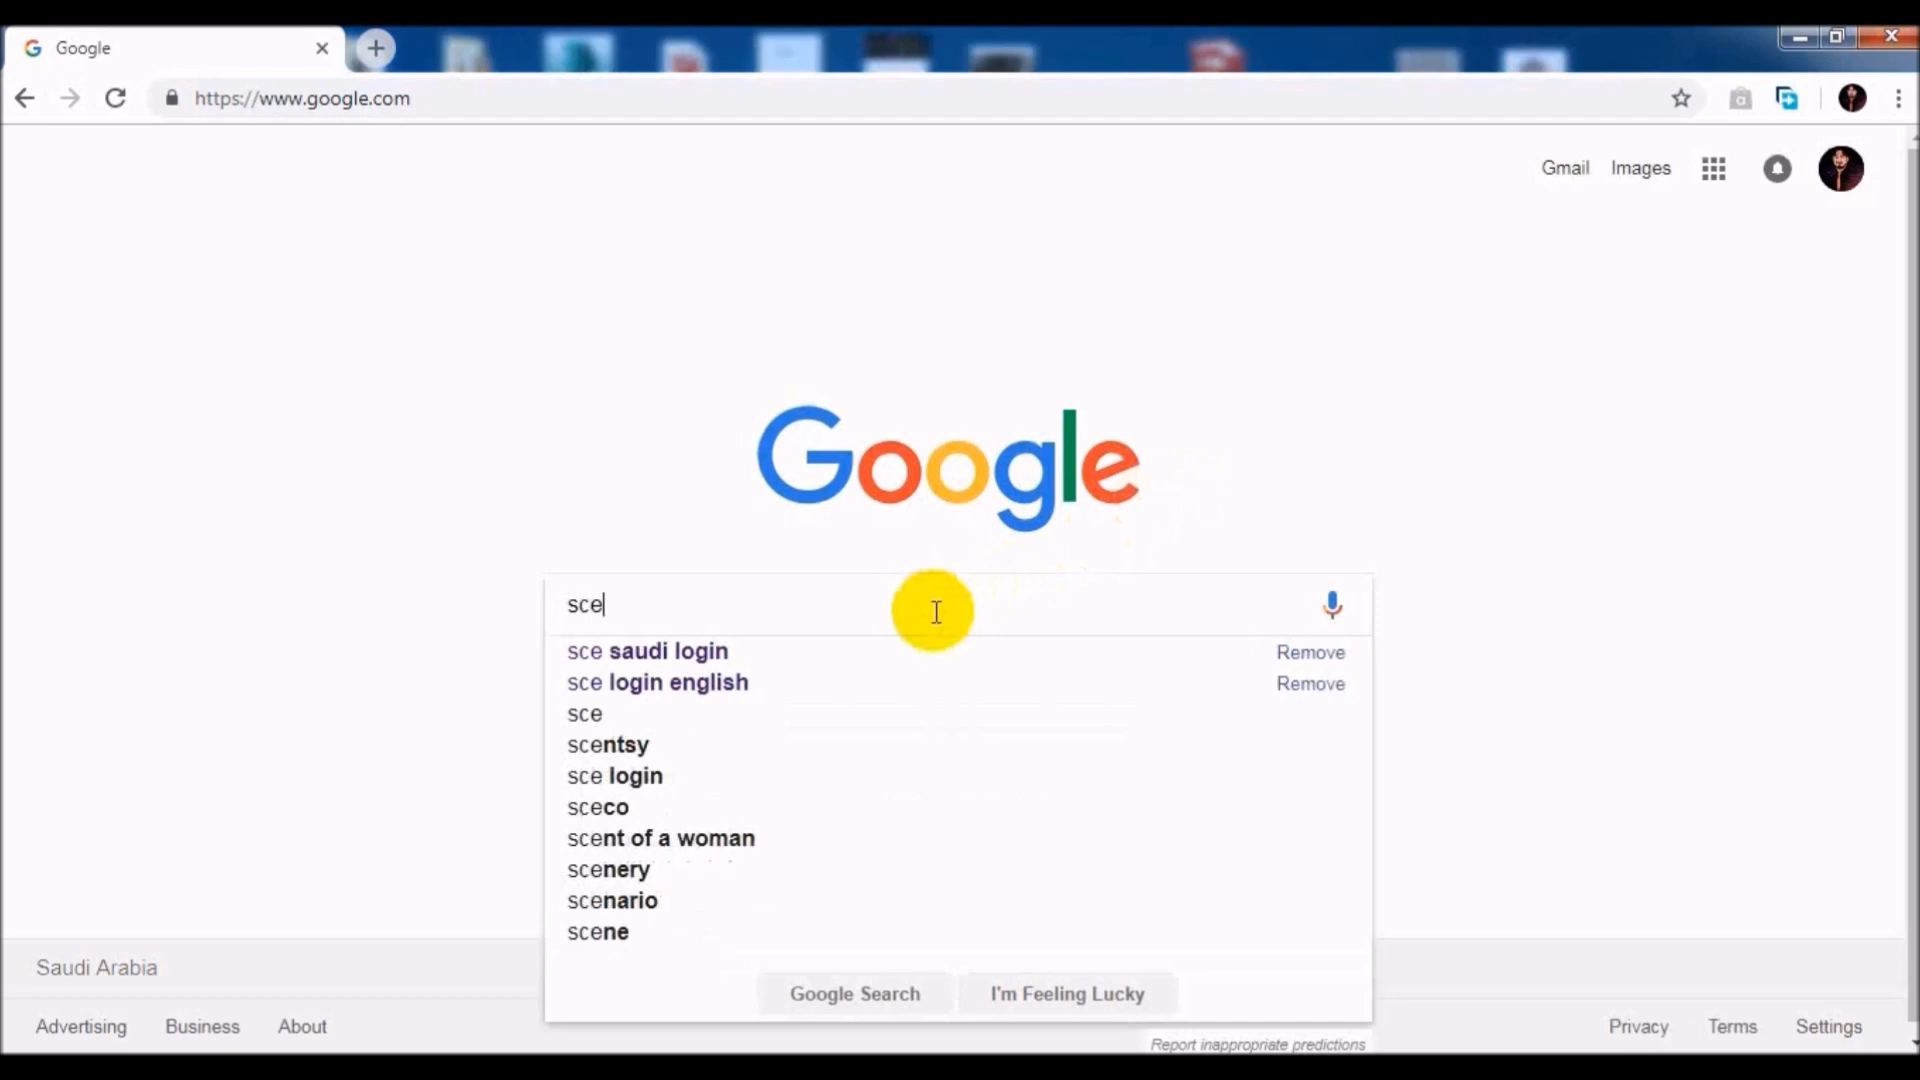 Google
https://www.google.com
Gmail Images
Google
sce
sce saudi login Remove
sce login english Remove
sce
scentsy
sce login
sceco
scent of a woman
scenery
scenario
scene
Google Search I'm Feeling Lucky
Saudi Arabia
Advertising Business About Privacy Terms Settings
Report inappropriate predictions